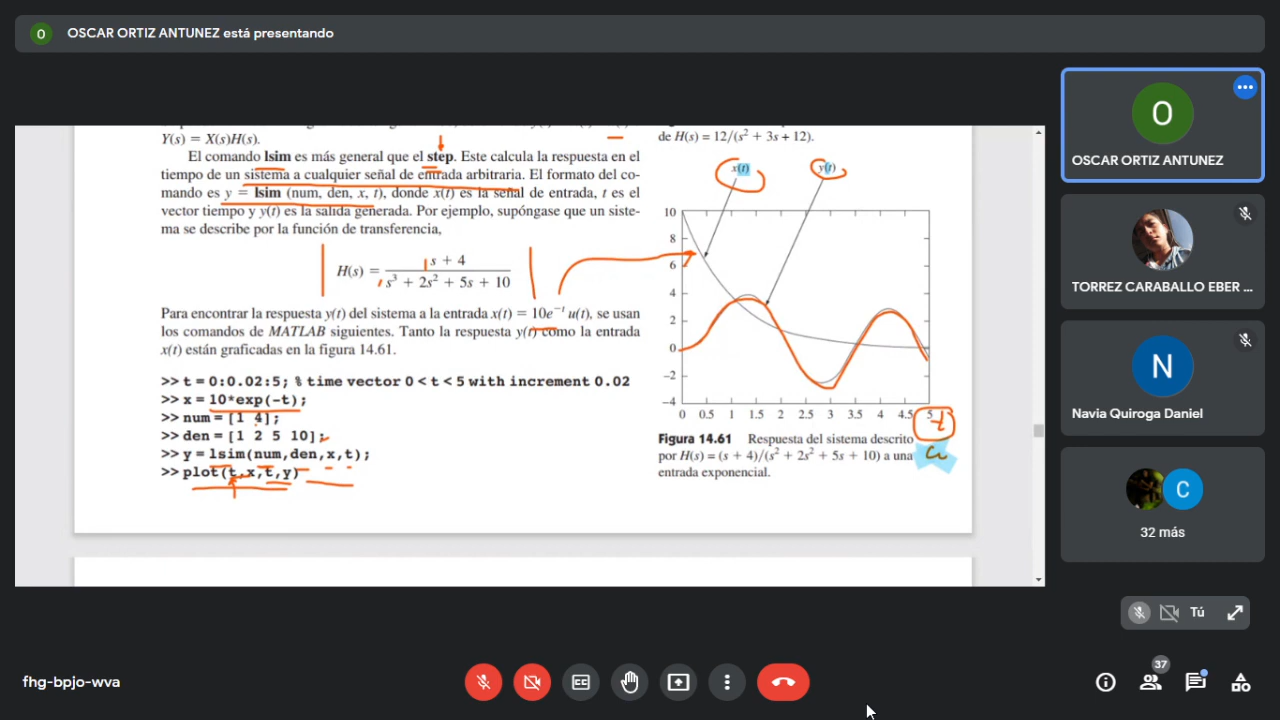 O
OSCAR ORTIZ ANTUNEZ está presentando
Y(s) = X(s)H(s).
El comando lsim es más general que el step. Este calcula la respuesta en el
tiempo de un sistema a cualquier señal de entrada arbitraria. El formato del co-
mando es y = lsim (num, den, x, t), donde x(t) es la señal de entrada, t es el
vector tiempo y y(t) es la salida generada. Por ejemplo, supóngase que un siste-
ma se describe por la función de transferencia,
H(s) = s + 4 / s³ + 2s² + 5s + 10
Para encontrar la respuesta y(t) del sistema a la entrada x(t) = 10e⁻ᵗ u(t), se usan
los comandos de MATLAB siguientes. Tanto la respuesta y(t) como la entrada
x(t) están graficadas en la figura 14.61.
>> t = 0:0.02:5; % time vector 0 < t < 5 with increment 0.02
>> x = 10*exp(-t);
>> num = [1 4];
>> den = [1 2 5 10];
>> y = lsim(num,den,x,t);
>> plot(t,x,t,y)
de H(s) = 12/(s² + 3s + 12).
x(t)
y(t)
10
8
6
4
2
0
−2
−4
0 0.5 1 1.5 2 2.5 3 3.5 4 4.5 5
t
Figura 14.61 Respuesta del sistema descrito
por H(s) = (s + 4)/(s² + 2s² + 5s + 10) a una
entrada exponencial.
O
OSCAR ORTIZ ANTUNEZ
TORREZ CARABALLO EBER ...
N
Navia Quiroga Daniel
C
32 más
Tú
fhg-bpjo-wva
37